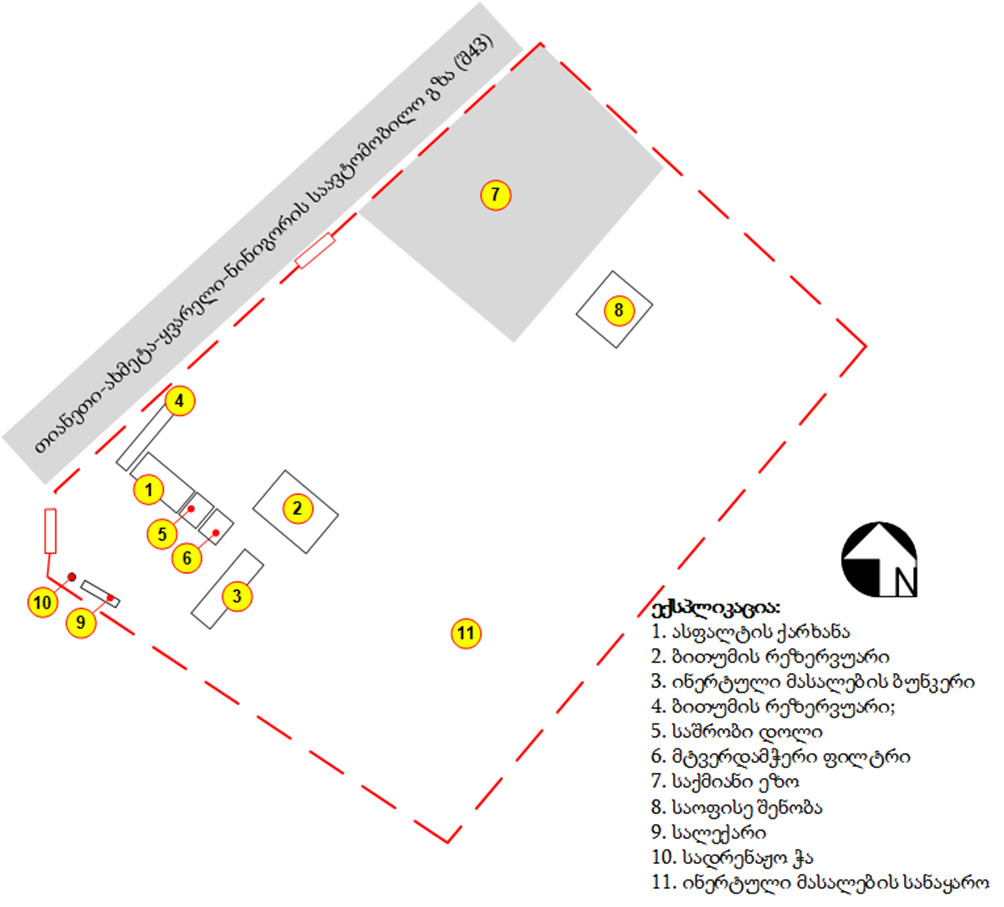 თიანეთი-ახმეტა-ყვარელი-ნინიგორის საავტომობილო გზა (შ43)
7
8
4
1
2
5
6
3
10
9
11
N
ექსპლიკაცია:
1. ასფალტის ქარხანა
2. ბითუმის რეზერვუარი
3. ინერტული მასალების ბუნკერი
4. ბითუმის რეზერვუარი;
5. საშრობი დოლი
6. მტვერდამჭერი ფილტრი
7. საქმიანი ეზო
8. საოფისე შენობა
9. სალექარი
10. სადრენაჟო ჭა
11. ინერტული მასალების სანაყარო